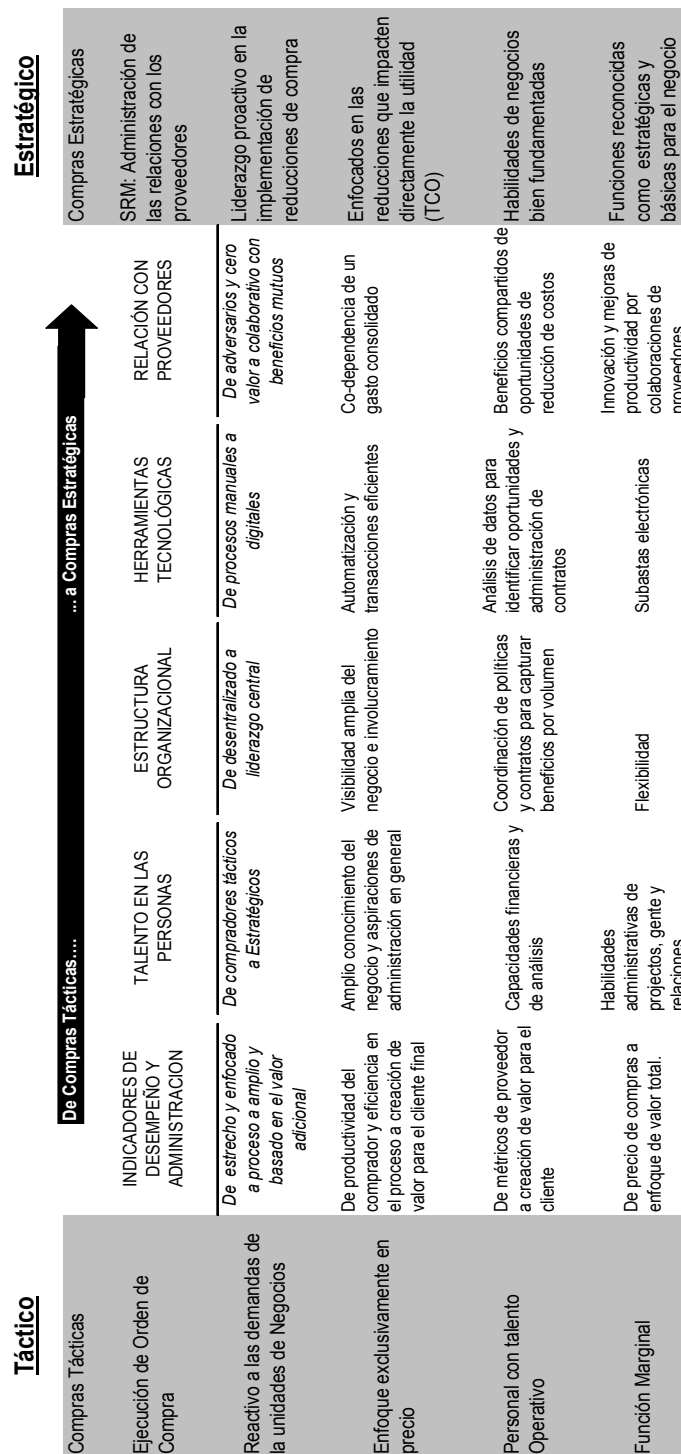 Táctico
Compras Tácticas
Ejecución de Orden de
Compra
Reactivo a las demandas de
la unidades de Negocios
Enfoque exclusivamente en
precio
Personal con talento
Operativo
Función Marginal
De Compras Tácticas....
... a Compras Estratégicas
INDICADORES DE
DESEMPEÑO Y
ADMINISTRACION
De estrecho y enfocado
a proceso a amplio y
basado en el valor
adicional
De productividad del
comprador y eficiencia en
el proceso a creación de
valor para el cliente final
De métricos de proveedor
a creación de valor para el
cliente
De precio de compras a
enfoque de valor total.
TALENTO EN LAS
PERSONAS
De compradores tácticos
a Estratégicos
Amplio conocimiento del
negocio y aspiraciones de
administración en general
Capacidades financieras y
de análisis
Habilidades
administrativas de
projectos, gente y
relaciones
ESTRUCTURA
ORGANIZACIONAL
De desentralizado a
liderazgo central
Visibilidad amplia del
negocio e involucramiento
Coordinación de políticas
y contratos para capturar
beneficios por volumen
Flexibilidad
HERRAMIENTAS
TECNOLÓGICAS
De procesos manuales a
digitales
Automatización y
transacciones eficientes
Análisis de datos para
identificar oportunidades y
administración de
contratos
Subastas electrónicas
RELACIÓN CON
PROVEEDORES
De adversarios y cero
valor a colaborativo con
beneficios mutuos
Co-dependencia de un
gasto consolidado
Beneficios compartidos de
oportunidades de
reducción de costos
Innovación y mejoras de
productividad por
colaboraciones de
proveedores
Estratégico
Compras Estratégicas
SRM: Administración de
las relaciones con los
proveedores
Liderazgo proactivo en la
implementación de
reducciones de compra
Enfocados en las
reducciones que impacten
directamente la utilidad
(TCO)
Habilidades de negocios
bien fundamentadas
Funciones reconocidas
como estratégicas y
básicas para el negocio